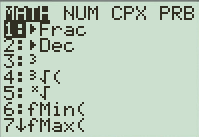 MATH NUM CPX PRB
1:▶Frac
2:▶Dec
3:³
4:³√(
5:ˣ√
6:fMin(
7↓fMax(